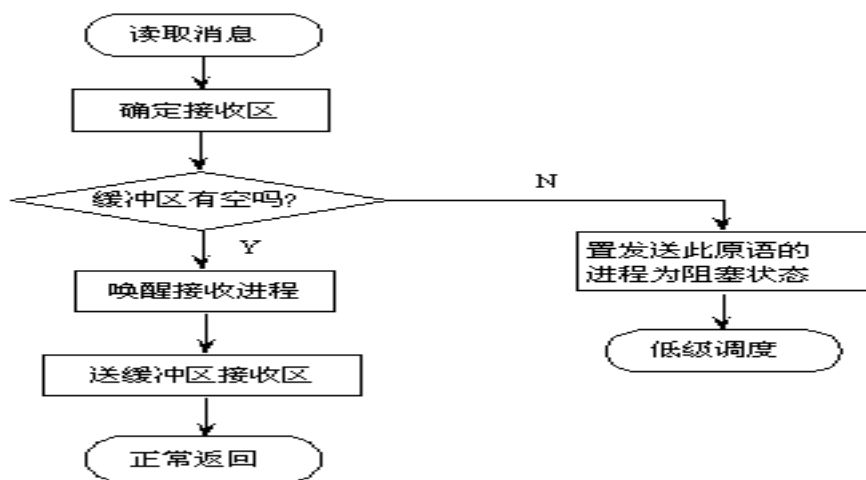 读取消息
确定接收区
缓冲区有空吗?
N
Y
置发送此原语的
进程为阻塞状态
唤醒接收进程
低级调度
送缓冲区接收区
正常返回